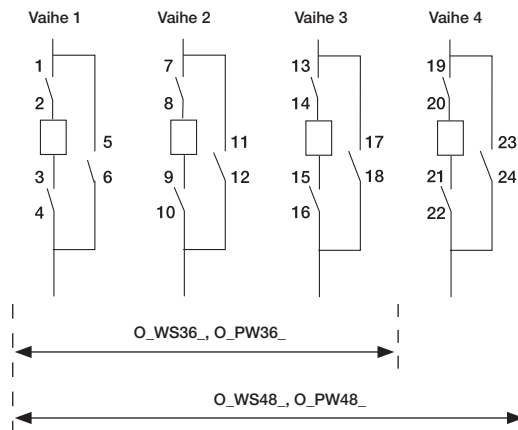 Vaihe 1 Vaihe 2 Vaihe 3 Vaihe 4
1 7 13 19
2 8 14 20
5 11 17 23
3 6 9 12 15 18 21 24
4 10 16 22
O_WS36_, O_PW36_
O_WS48_, O_PW48_